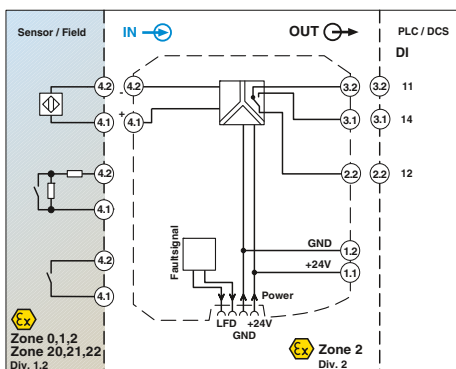 Sensor / Field
IN
OUT
PLC / DCS
DI
4.2
4.2
3.2
3.2
11
-
+
4.1
4.1
3.1
3.1
14
4.2
2.2
2.2
12
4.1
Faultsignal
GND
1.2
+24V
1.1
4.2
4.1
Power
LFD
+24V
GND
Ex
Zone 0,1,2
Zone 20,21,22
Div. 1,2
Ex
Zone 2
Div. 2